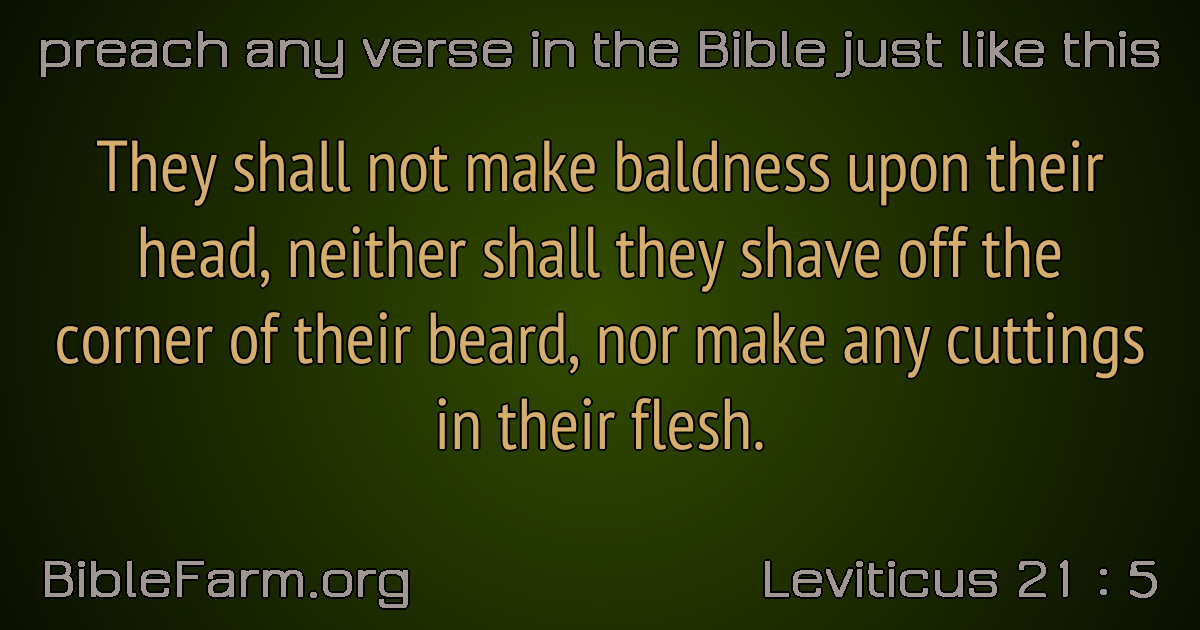 preach any verse in the Bible just like this
They shall not make baldness upon their
head, neither shall they shave off the
corner of their beard, nor make any cuttings
in their flesh.
BibleFarm.org
Leviticus 21 : 5